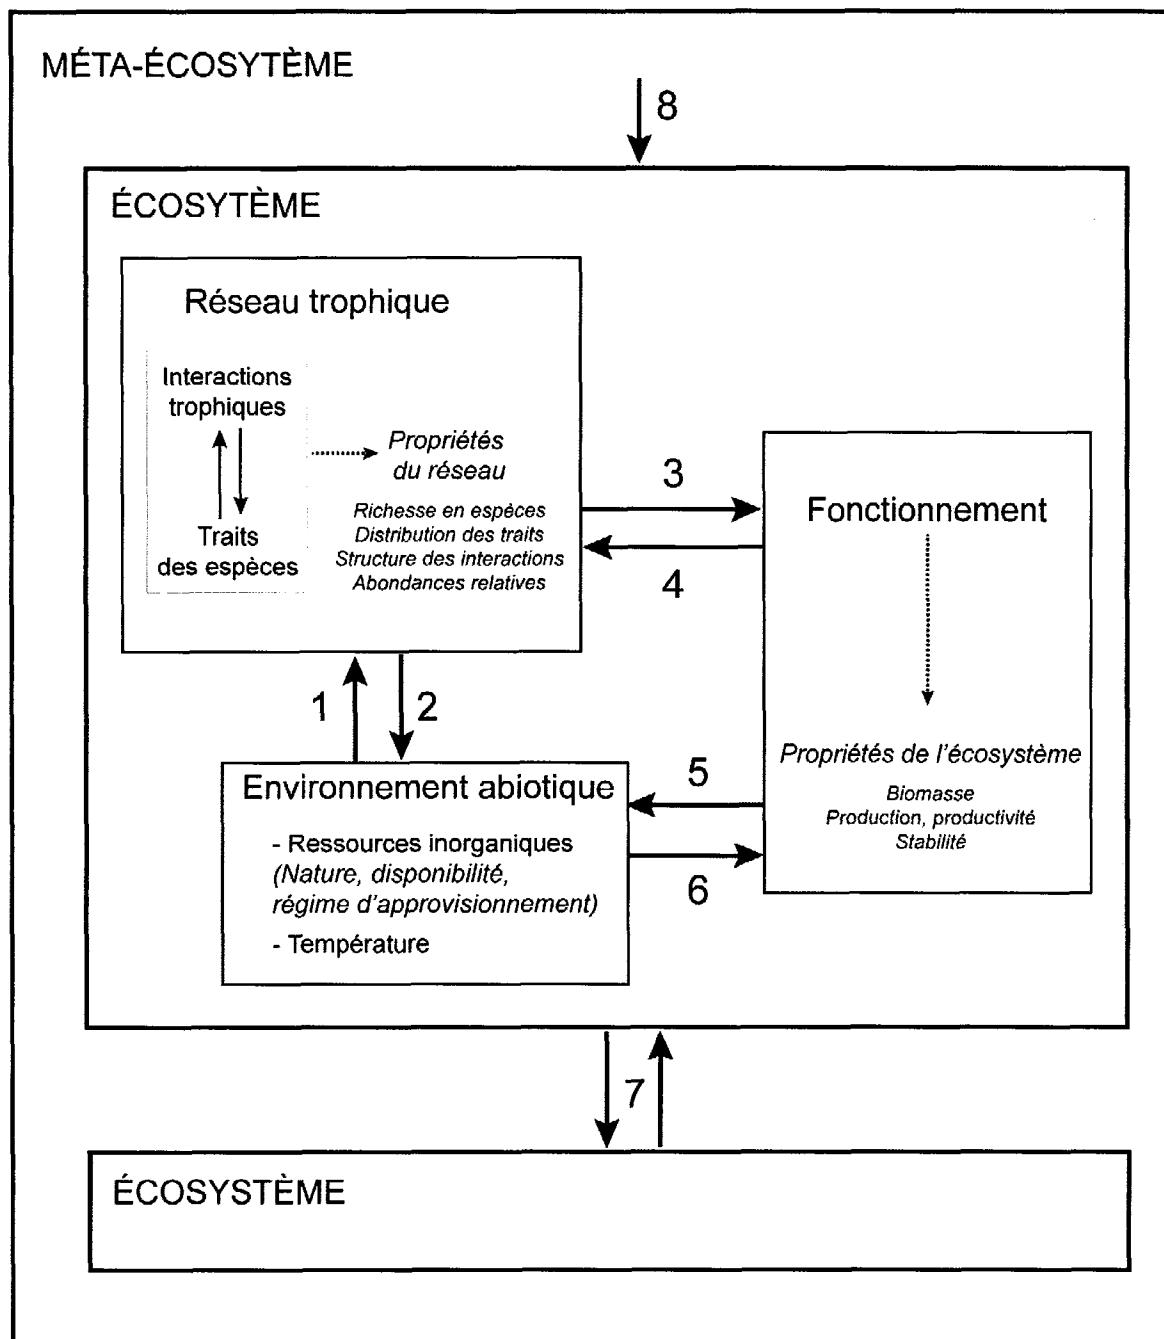 MÉTA-ÉCOSYTÈME
8
ÉCOSYTÈME
Réseau trophique
Interactions
trophiques
Traits
des espèces
Propriétés
du réseau
Richesse en espèces
Distribution des traits
Structure des interactions
Abondances relatives
3
4
Fonctionnement
Propriétés de l'écosystème
Biomasse
Production, productivité
Stabilité
1
2
Environnement abiotique
- Ressources inorganiques
(Nature, disponibilité,
régime d'approvisionnement)
- Température
5
6
7
ÉCOSYSTÈME